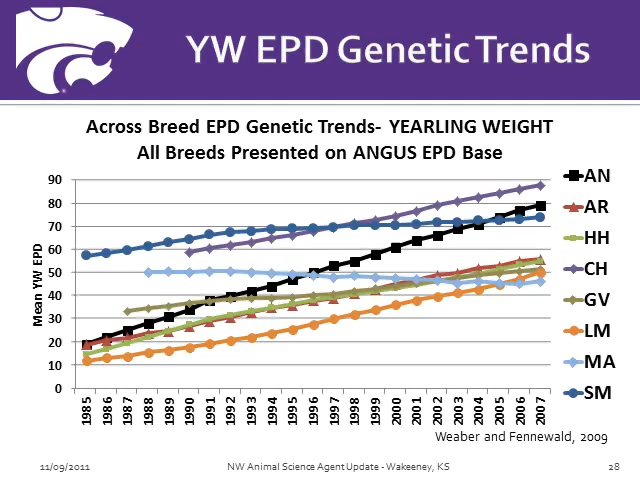 YW EPD Genetic Trends
Across Breed EPD Genetic Trends- YEARLING WEIGHT
All Breeds Presented on ANGUS EPD Base
Mean YW EPD
90
80
70
60
50
40
30
20
10
0
1985
1986
1987
1988
1989
1990
1991
1992
1993
1994
1995
1996
1997
1998
1999
2000
2001
2002
2003
2004
2005
2006
2007
AN
AR
HH
CH
GV
LM
MA
SM
Weaber and Fennewald, 2009
11/09/2011
NW Animal Science Agent Update - Wakeeney, KS
28